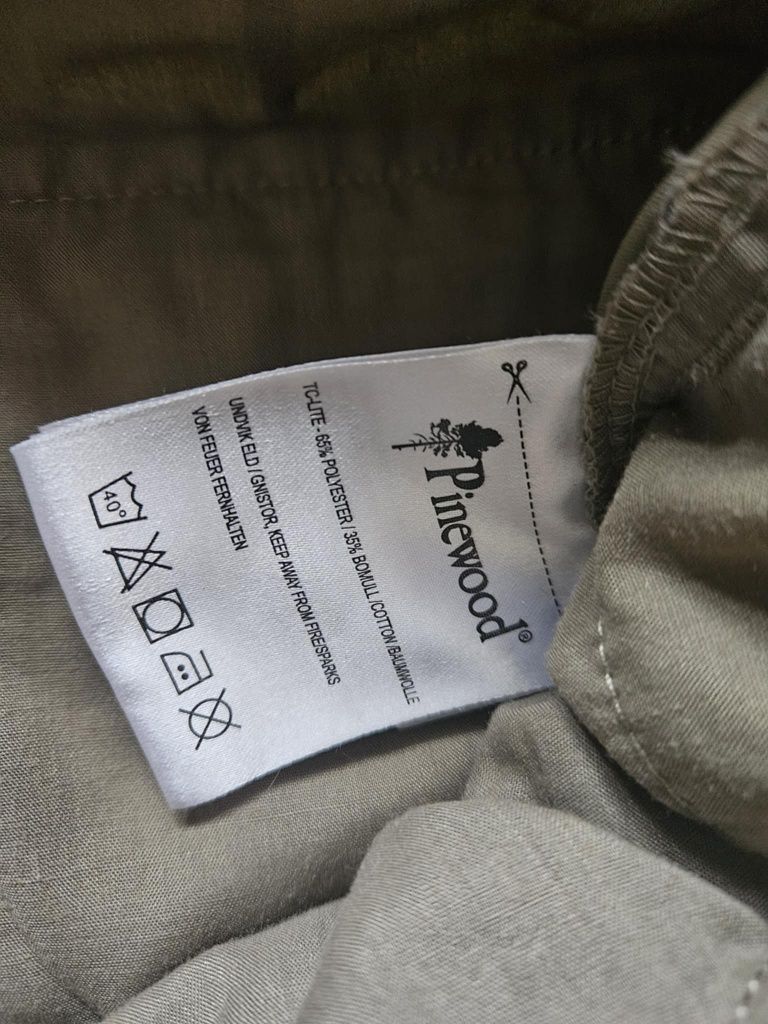 Pinewood®
TC-LITE - 65% POLYESTER / 35% BOMULL / COTTON /BAUMWOLLE
UNDVIK ELD / GNISTOR, KEEP AWAY FROM FIRE/SPARKS
VON FEUER FERNHALTEN
40°